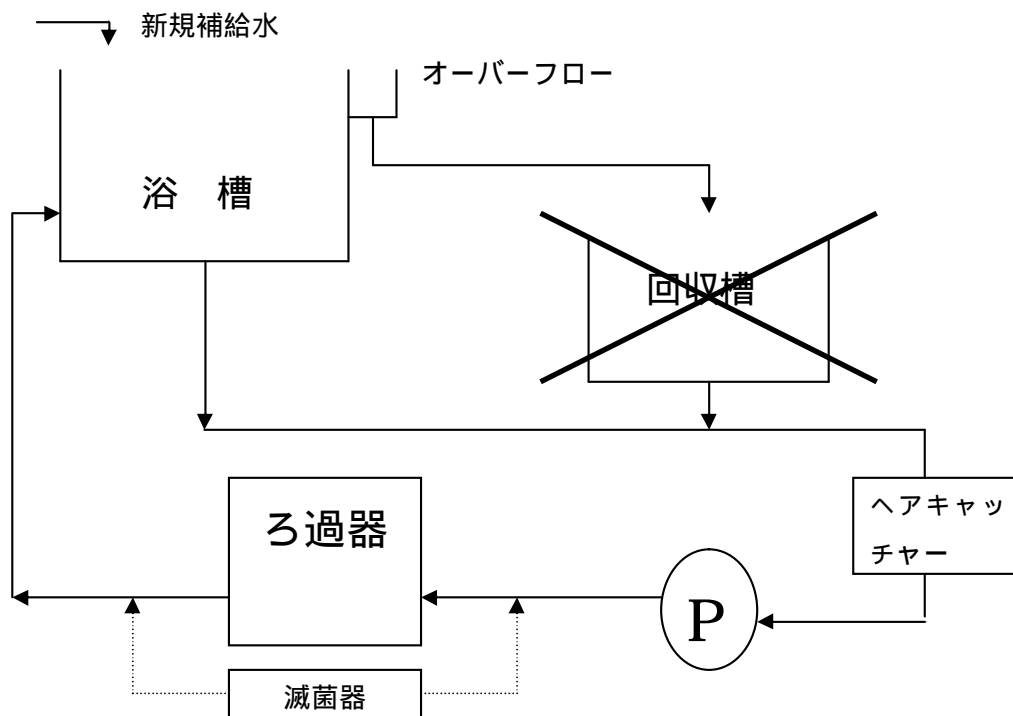 新規補給水
オーバーフロー
浴　槽
回収槽
ヘアキャッ
チャー
ろ過器
P
滅菌器